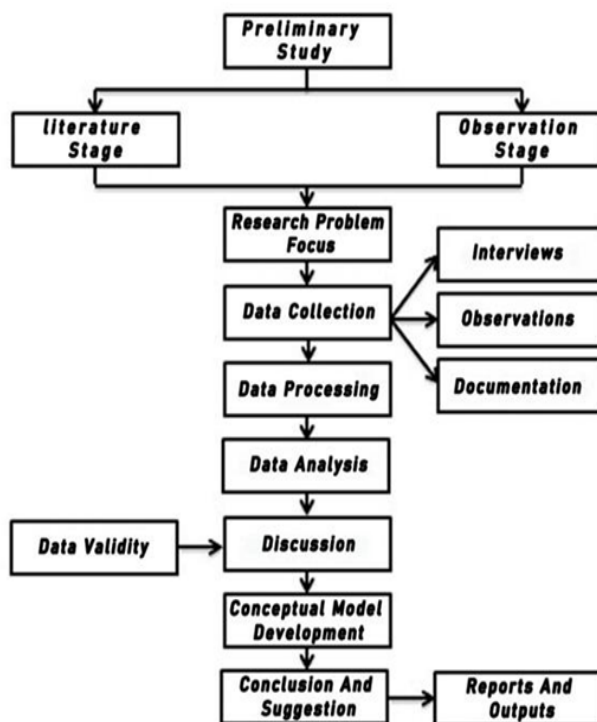 Preliminary
Study
literature
Stage
Observation
Stage
Research Problem
Focus
Interviews
Data Collection
Observations
Data Processing
Documentation
Data Analysis
Data Validity
Discussion
Conceptual Model
Development
Conclusion And
Suggestion
Reports And
Outputs